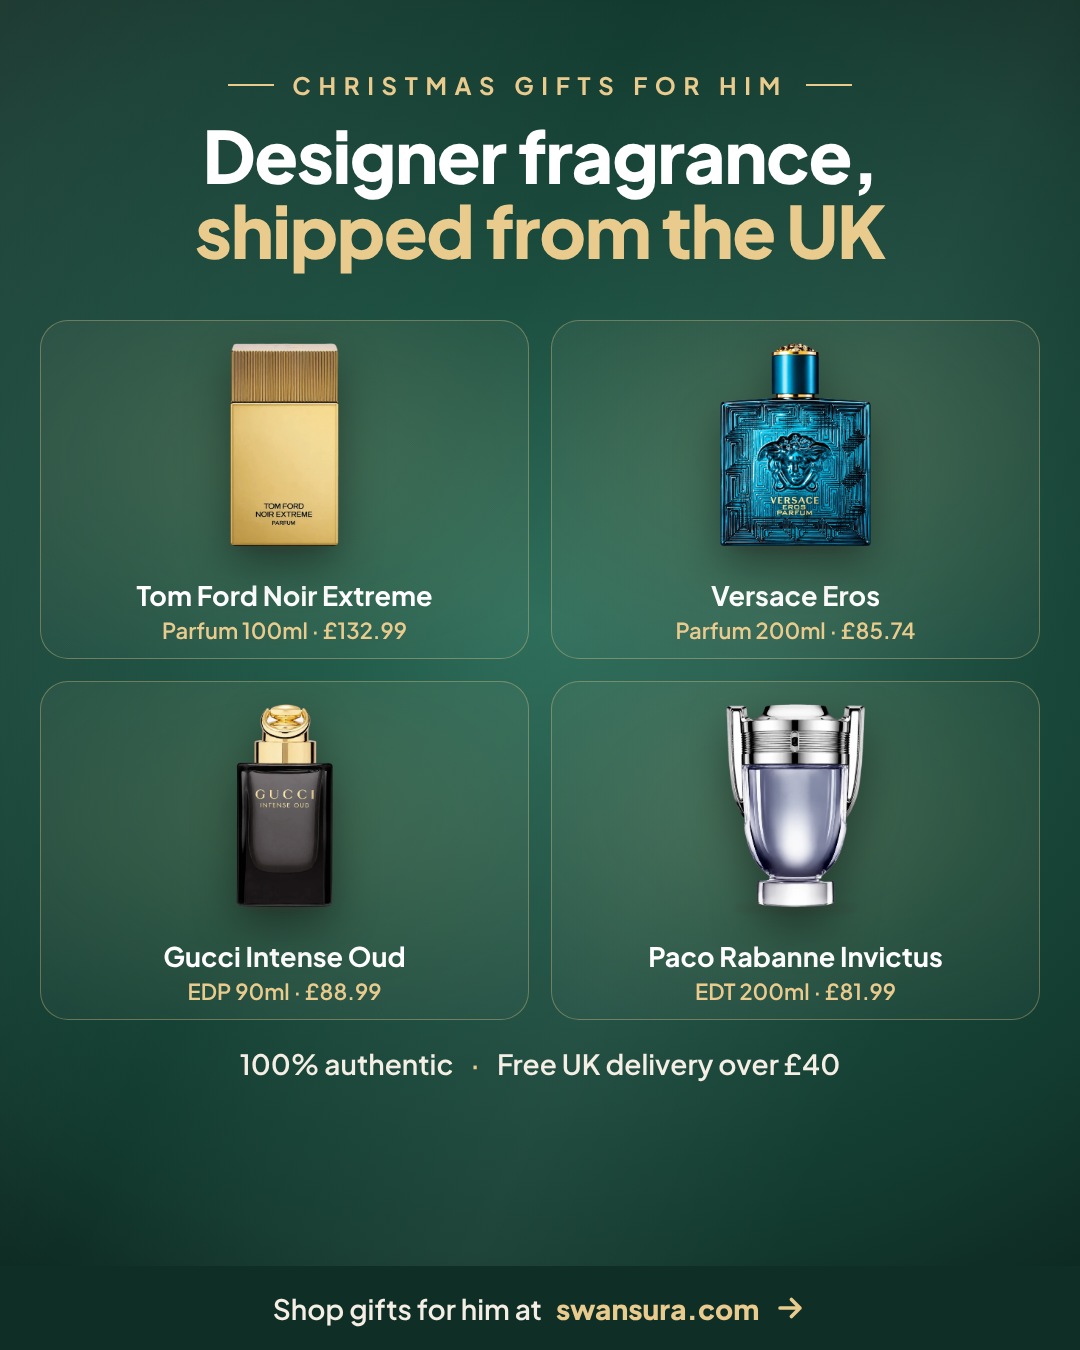 CHRISTMAS GIFTS FOR HIM
Designer fragrance,
shipped from the UK
TOM FORD
NOIR EXTREME
PARFUM
Tom Ford Noir Extreme
Parfum 100ml · £132.99
VERSACE
EROS
PARFUM
Versace Eros
Parfum 200ml · £85.74
GUCCI
INTENSE OUD
Gucci Intense Oud
EDP 90ml · £88.99
Paco Rabanne Invictus
EDT 200ml · £81.99
100% authentic · Free UK delivery over £40
Shop gifts for him at swansura.com →